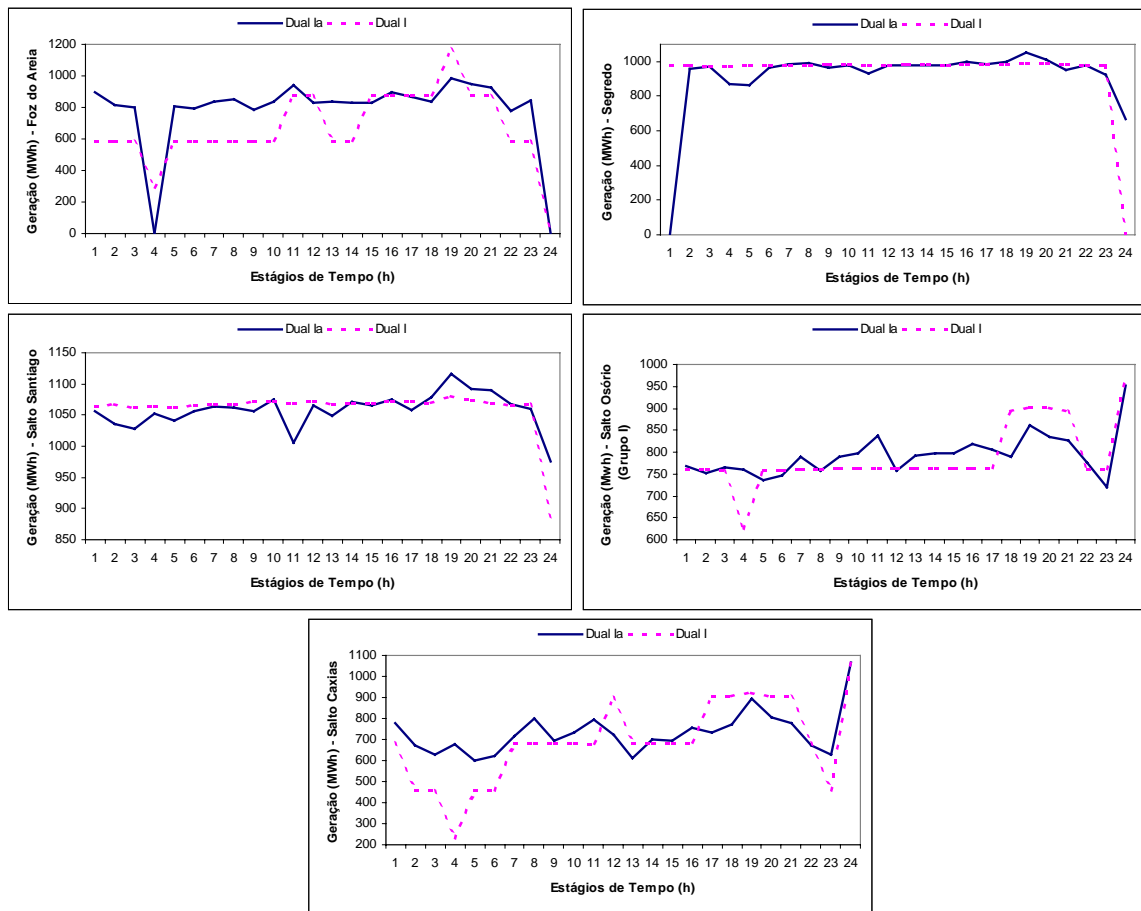 Dual Ia Dual I
Geração (MWh) - Foz do Areia
1200
1000
800
600
400
200
0
1 2 3 4 5 6 7 8 9 10 11 12 13 14 15 16 17 18 19 20 21 22 23 24
Estágios de Tempo (h)
Dual Ia Dual I
Geração (MWh) - Segredo
1000
800
600
400
200
0
1 2 3 4 5 6 7 8 9 10 11 12 13 14 15 16 17 18 19 20 21 22 23 24
Estágios de Tempo (h)
Dual Ia Dual I
Geração (MWh) - Salto Santiago
1150
1100
1050
1000
950
900
850
1 2 3 4 5 6 7 8 9 10 11 12 13 14 15 16 17 18 19 20 21 22 23 24
Estágios de Tempo (h)
Dual Ia Dual I
Geração (Mwh) - Salto Osório
(Grupo I)
1000
950
900
850
800
750
700
650
600
1 2 3 4 5 6 7 8 9 10 11 12 13 14 15 16 17 18 19 20 21 22 23 24
Estágios de Tempo (h)
Dual Ia Dual I
Geração (MWh) - Salto Caxias
1100
1000
900
800
700
600
500
400
300
200
1 2 3 4 5 6 7 8 9 10 11 12 13 14 15 16 17 18 19 20 21 22 23 24
Estágios de Tempo (h)